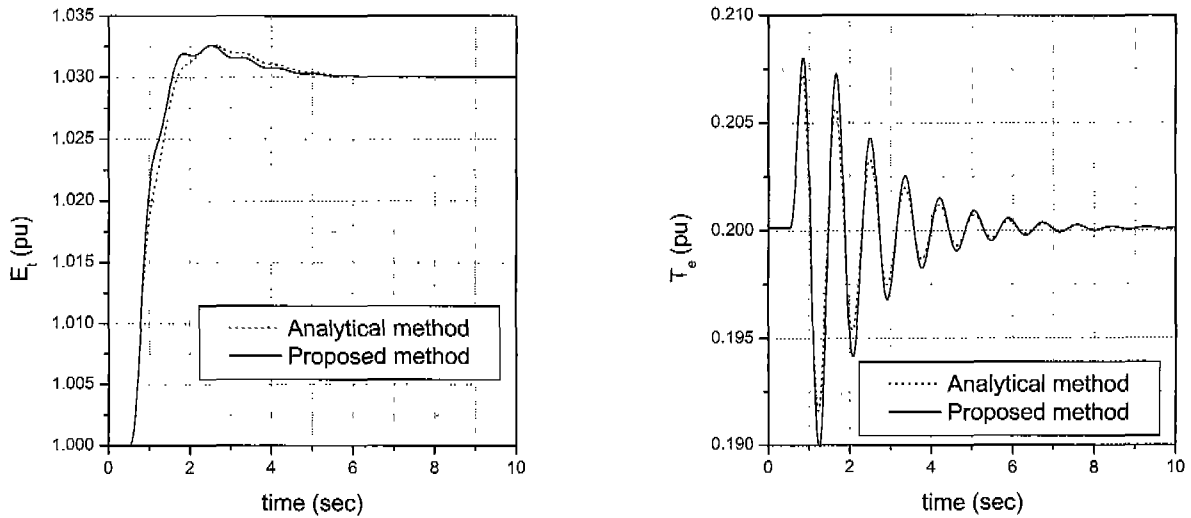 1.035
1.030
1.025
1.020
1.015
1.010
1.005
1.000
E_t (pu)
Analytical method
Proposed method
0 2 4 6 8 10
time (sec)
0.210
0.205
0.200
0.195
0.190
T_e (pu)
Analytical method
Proposed method
0 2 4 6 8 10
time (sec)